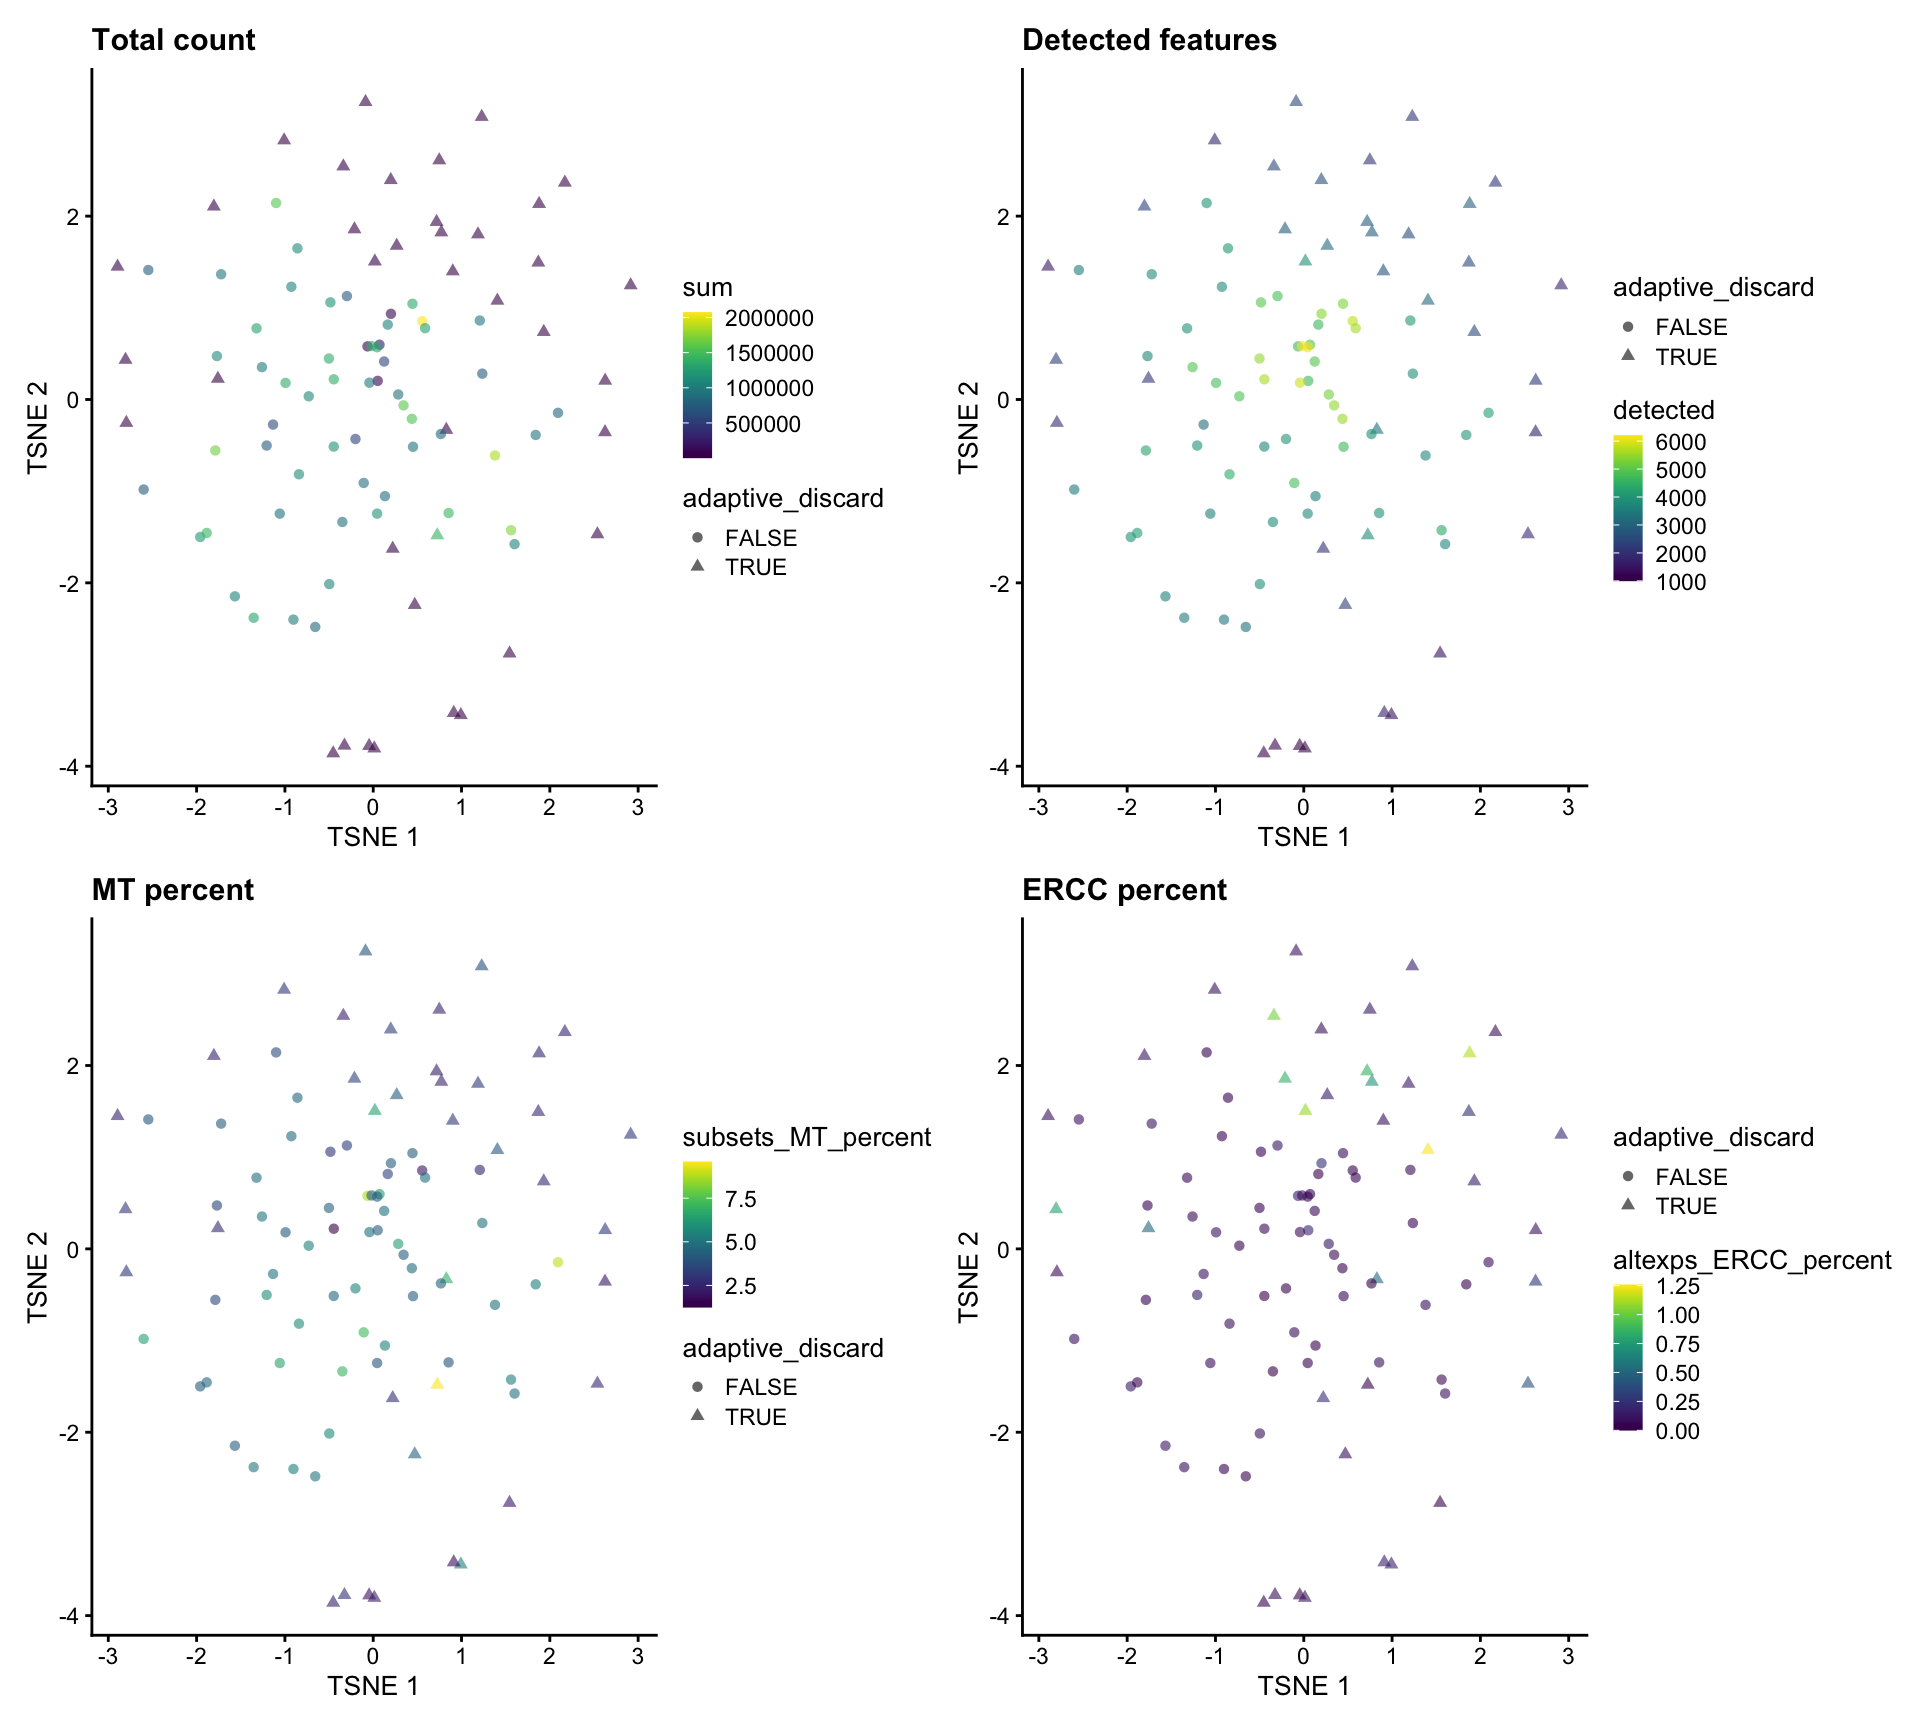 Total count
2
0
-2
-4
TSNE 2
-3 -2 -1 0 1 2 3
TSNE 1
sum
2000000
1500000
1000000
500000
adaptive_discard
FALSE
TRUE
Detected features
2
0
-2
-4
TSNE 2
-3 -2 -1 0 1 2 3
TSNE 1
adaptive_discard
FALSE
TRUE
detected
6000
5000
4000
3000
2000
1000
MT percent
2
0
-2
-4
TSNE 2
-3 -2 -1 0 1 2 3
TSNE 1
subsets_MT_percent
7.5
5.0
2.5
adaptive_discard
FALSE
TRUE
ERCC percent
2
0
-2
-4
TSNE 2
-3 -2 -1 0 1 2 3
TSNE 1
adaptive_discard
FALSE
TRUE
altexps_ERCC_percent
1.25
1.00
0.75
0.50
0.25
0.00